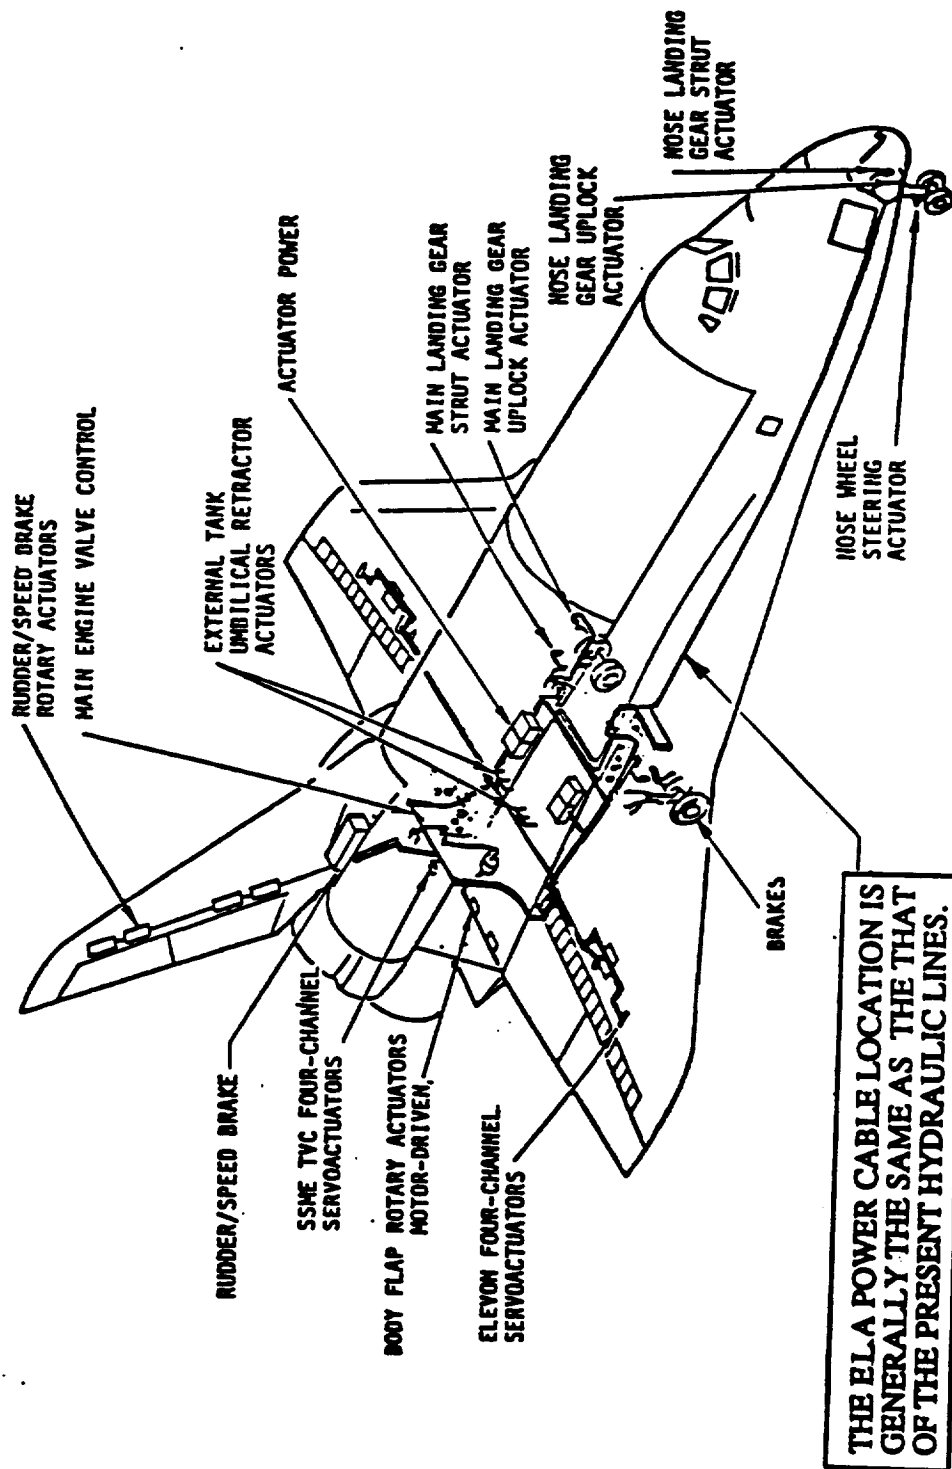 RUDDER/SPEED BRAKE
ROTARY ACTUATORS
MAIN ENGINE VALVE CONTROL
EXTERNAL TANK
UMBILICAL RETRACTOR
ACTUATORS
ACTUATOR POWER
MAIN LANDING GEAR
STRUT ACTUATOR
MAIN LANDING GEAR
UPLOCK ACTUATOR
NOSE LANDING
GEAR UPLOCK
ACTUATOR
NOSE LANDING
GEAR STRUT
ACTUATOR
RUDDER/SPEED BRAKE
SSME TVC FOUR-CHANNEL
SERVOACTUATORS
BODY FLAP ROTARY ACTUATORS
MOTOR-DRIVEN,
ELEVON FOUR-CHANNEL
SERVOACTUATORS
BRAKES
NOSE WHEEL
STEERING
ACTUATOR
THE ELA POWER CABLE LOCATION IS
GENERALLY THE SAME AS THE THAT
OF THE PRESENT HYDRAULIC LINES.